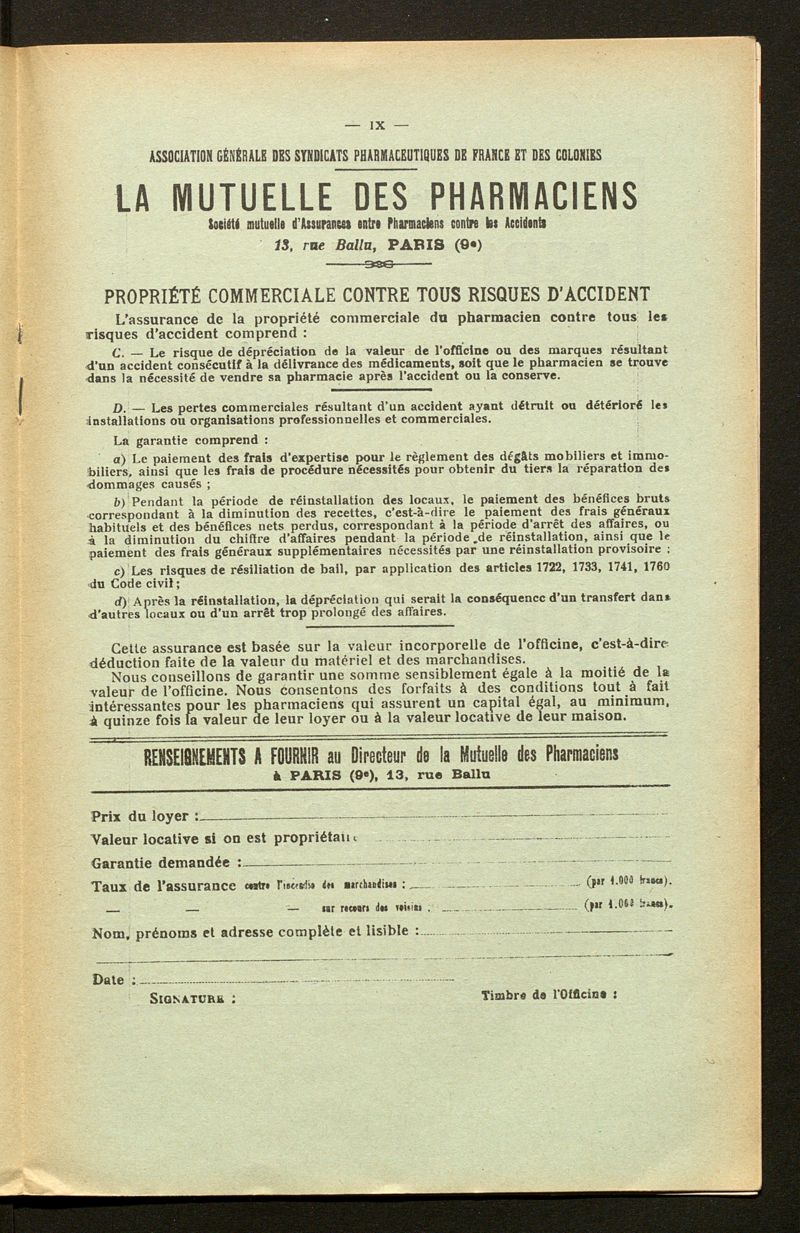 — IX —
ASSOCIATION GÉNÉRALE DES SYNDICATS PHARMACEUTIQUES DE FRANCE ET DES COLONIES
LA MUTUELLE DES PHARMACIENS
Société mutuelle d'Assurances entre Pharmaciens contre les Accidents
13, rue Ballu, PARIS (9e)
PROPRIÉTÉ COMMERCIALE CONTRE TOUS RISQUES D'ACCIDENT
L'assurance de la propriété commerciale du pharmacien contre tous les
risques d'accident comprend :
C. — Le risque de dépréciation de la valeur de l'officine ou des marques résultant
d'un accident consécutif à la délivrance des médicaments, soit que le pharmacien se trouve
dans la nécessité de vendre sa pharmacie après l'accident ou la conserve.
D. — Les pertes commerciales résultant d'un accident ayant détruit ou détérioré les
installations ou organisations professionnelles et commerciales.
La garantie comprend :
a) Le paiement des frais d'expertise pour le règlement des dégâts mobiliers et immo-
biliers, ainsi que les frais de procédure nécessités pour obtenir du tiers la réparation des
dommages causés ;
b) Pendant la période de réinstallation des locaux, le paiement des bénéfices bruts
correspondant à la diminution des recettes, c'est-à-dire le paiement des frais généraux
habituels et des bénéfices nets perdus, correspondant à la période d'arrêt des affaires, ou
à la diminution du chiffre d'affaires pendant la période de réinstallation, ainsi que le
paiement des frais généraux supplémentaires nécessités par une réinstallation provisoire ;
c) Les risques de résiliation de bail, par application des articles 1722, 1733, 1741, 1760
du Code civil ;
d) Après la réinstallation, la dépréciation qui serait la conséquence d'un transfert dans
d'autres locaux ou d'un arrêt trop prolongé des affaires.
Cette assurance est basée sur la valeur incorporelle de l'officine, c'est-à-dire
déduction faite de la valeur du matériel et des marchandises.
Nous conseillons de garantir une somme sensiblement égale à la moitié de la
valeur de l'officine. Nous consentons des forfaits à des conditions tout à fait
intéressantes pour les pharmaciens qui assurent un capital égal, au minimum,
à quinze fois la valeur de leur loyer ou à la valeur locative de leur maison.
RENSEIGNEMENTS A FOURNIR au Directeur de la Mutuelle des Pharmaciens
à PARIS (9e), 13, rue Ballu
Prix du loyer :
Valeur locative si on est propriétaire
Garantie demandée :
Taux de l'assurance contre l'incendie des marchandises : (par 1.000 francs).
— — — sur recours des voisins . (par 1.000 francs).
Nom, prénoms et adresse complète et lisible :
Date :
SIGNATURE :
Timbre de l'Officine :